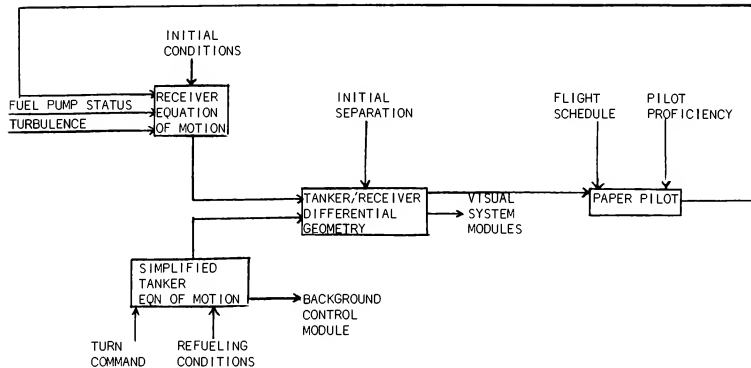 INITIAL
CONDITIONS
FUEL PUMP STATUS
TURBULENCE
RECEIVER
EQUATION
OF MOTION
INITIAL
SEPARATION
FLIGHT
SCHEDULE
PILOT
PROFICIENCY
TANKER/RECEIVER
DIFFERENTIAL
GEOMETRY
VISUAL
SYSTEM
MODULES
PAPER PILOT
SIMPLIFIED
TANKER
EQN OF MOTION
BACKGROUND
CONTROL
MODULE
TURN
COMMAND
REFUELING
CONDITIONS